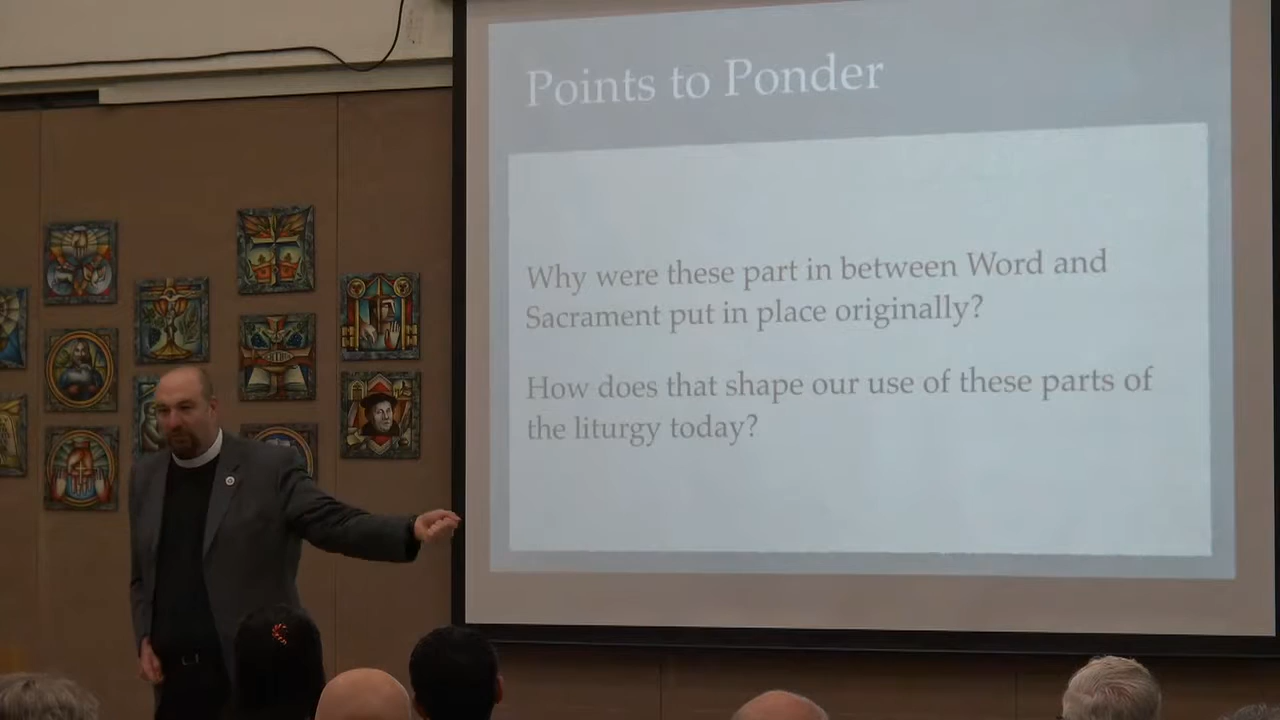 Points to Ponder
Why were these part in between Word and
Sacrament put in place originally?
How does that shape our use of these parts of
the liturgy today?